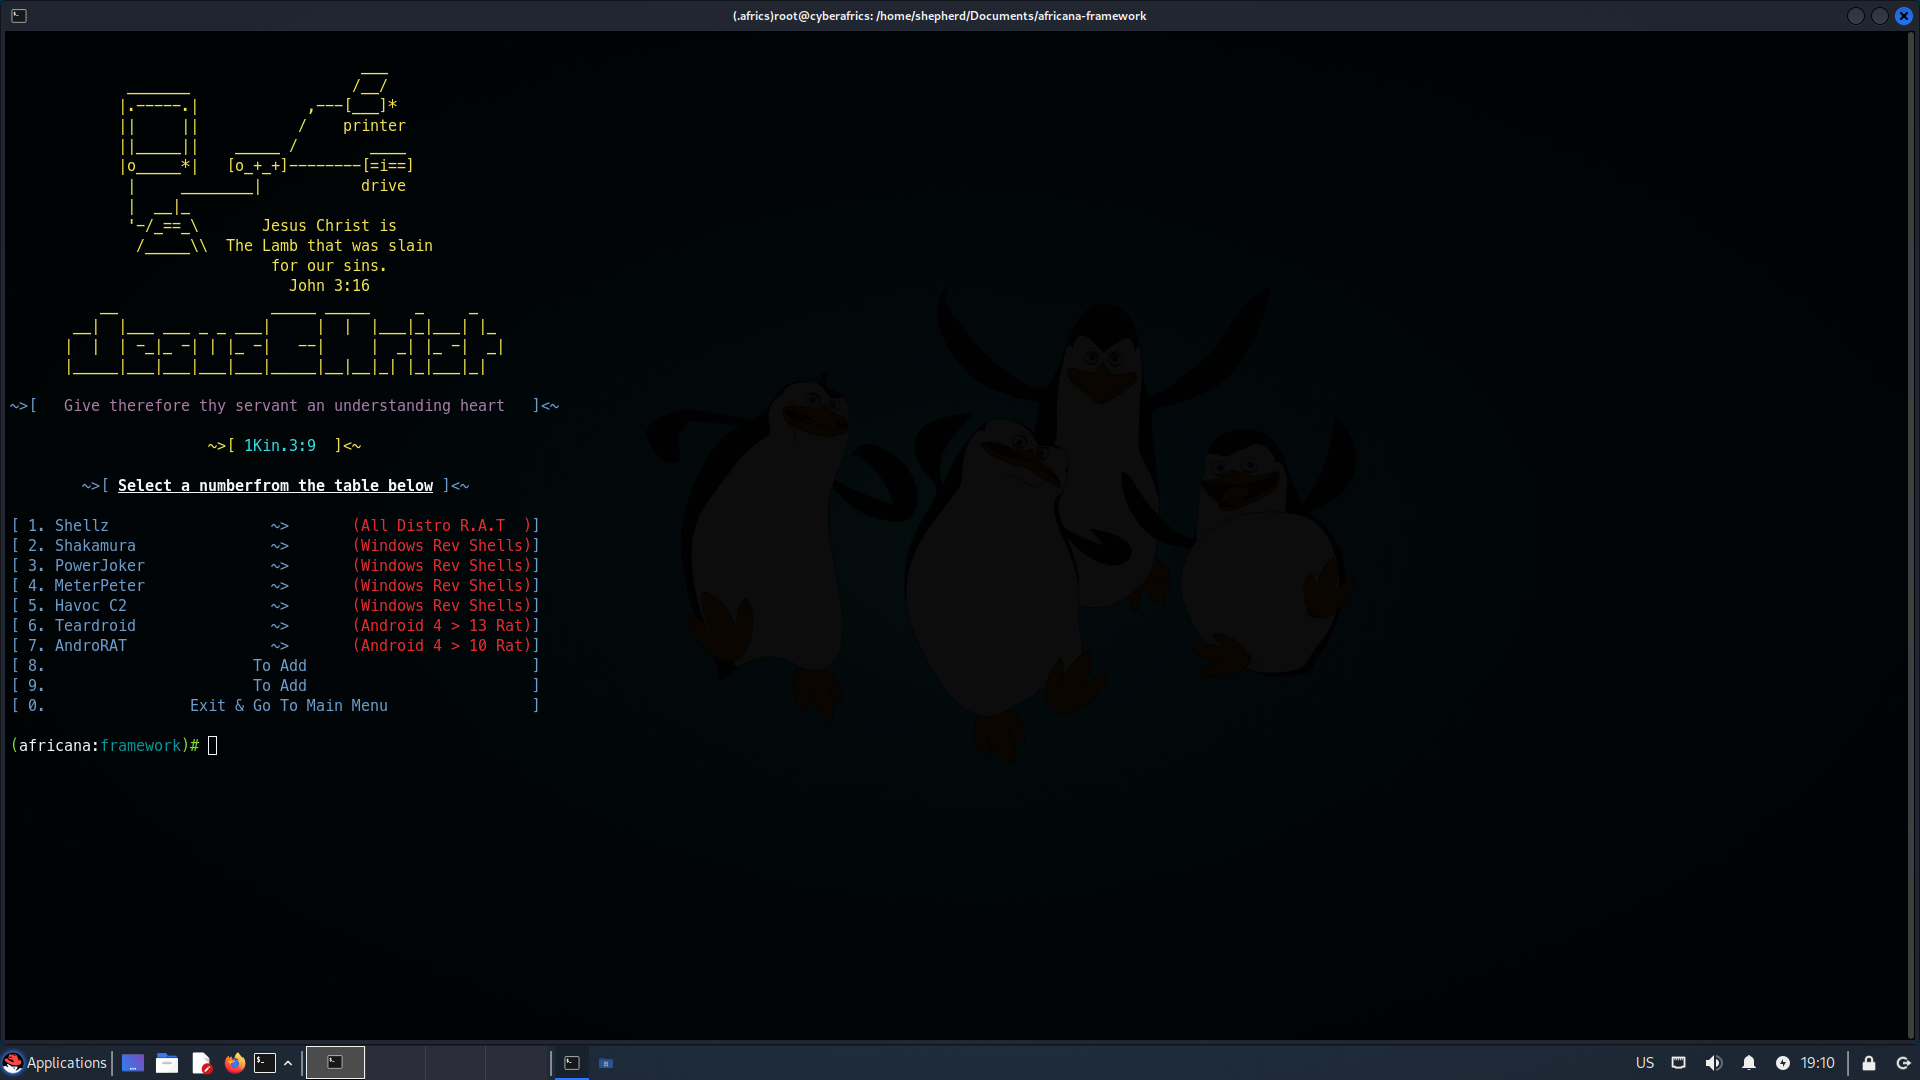 (.africs)root@cyberafrics: /home/shepherd/Documents/africana-framework
printer
drive
Jesus Christ is
The Lamb that was slain
for our sins.
John 3:16
JesusChrist
~>[   Give therefore thy servant an understanding heart   ]<~
~>[ 1Kin.3:9  ]<~
~>[ Select a numberfrom the table below ]<~
[ 1. Shellz                  ~>       (All Distro R.A.T  )]
[ 2. Shakamura               ~>       (Windows Rev Shells)]
[ 3. PowerJoker              ~>       (Windows Rev Shells)]
[ 4. MeterPeter              ~>       (Windows Rev Shells)]
[ 5. Havoc C2                ~>       (Windows Rev Shells)]
[ 6. Teardroid               ~>       (Android 4 > 13 Rat)]
[ 7. AndroRAT                ~>       (Android 4 > 10 Rat)]
[ 8.                       To Add                         ]
[ 9.                       To Add                         ]
[ 0.                Exit & Go To Main Menu                ]
(africana:framework)#
Applications
US
19:10